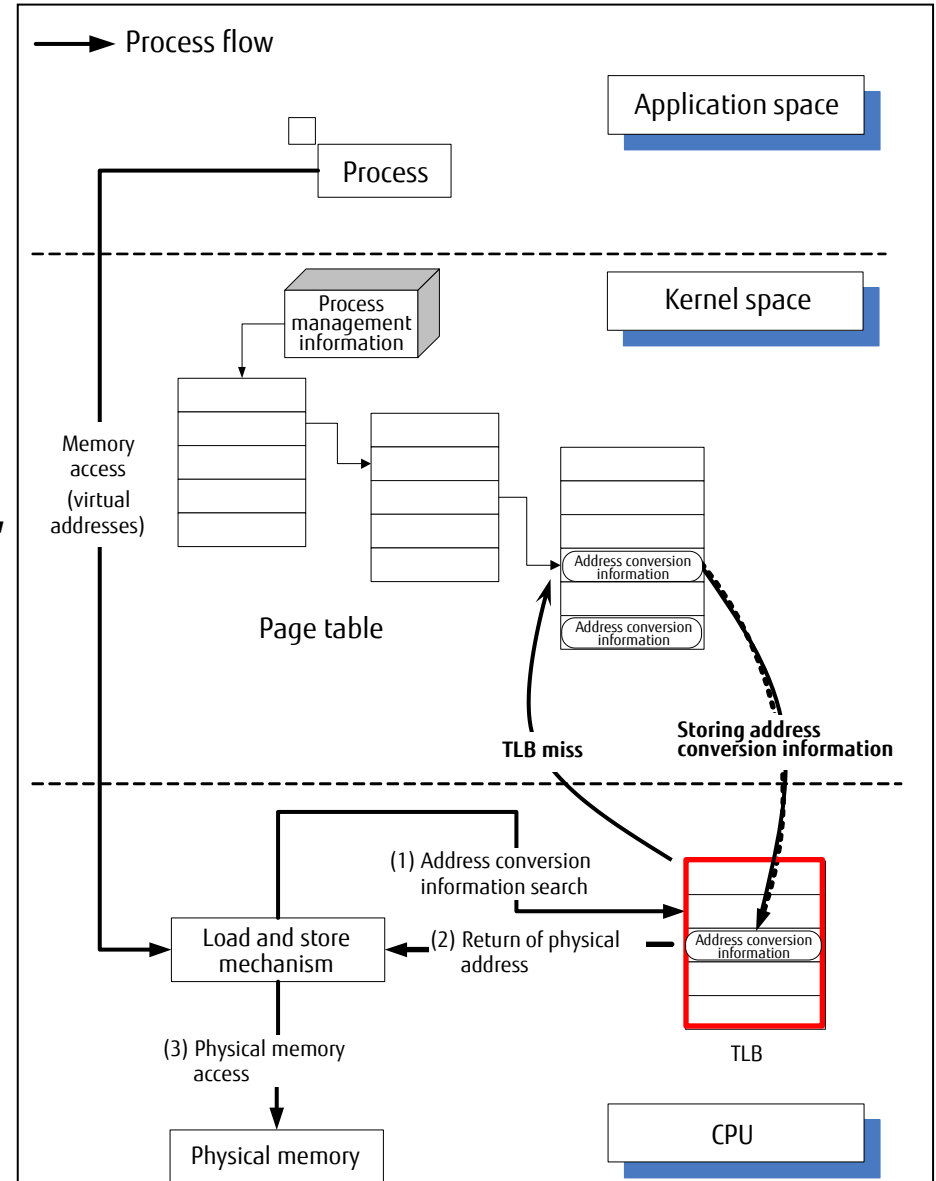 Process flow
Application space
Process
Kernel space
Process
management
information
Memory
access
(virtual
addresses)
Address conversion
information
Page table
Address conversion
information
TLB miss
Storing address
conversion information
(1) Address conversion
information search
Load and store
mechanism
(2) Return of physical
address
Address conversion
information
(3) Physical memory
access
TLB
CPU
Physical memory